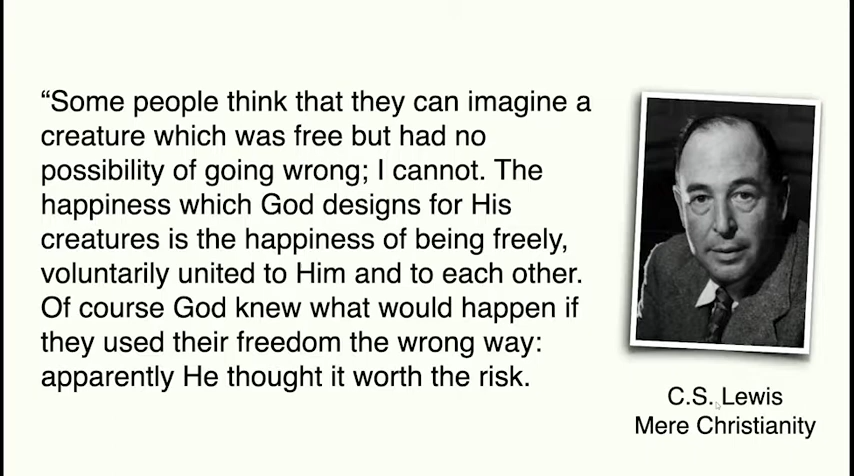 “Some people think that they can imagine a
creature which was free but had no
possibility of going wrong; I cannot. The
happiness which God designs for His
creatures is the happiness of being freely,
voluntarily united to Him and to each other.
Of course God knew what would happen if
they used their freedom the wrong way:
apparently He thought it worth the risk.
C.S. Lewis
Mere Christianity